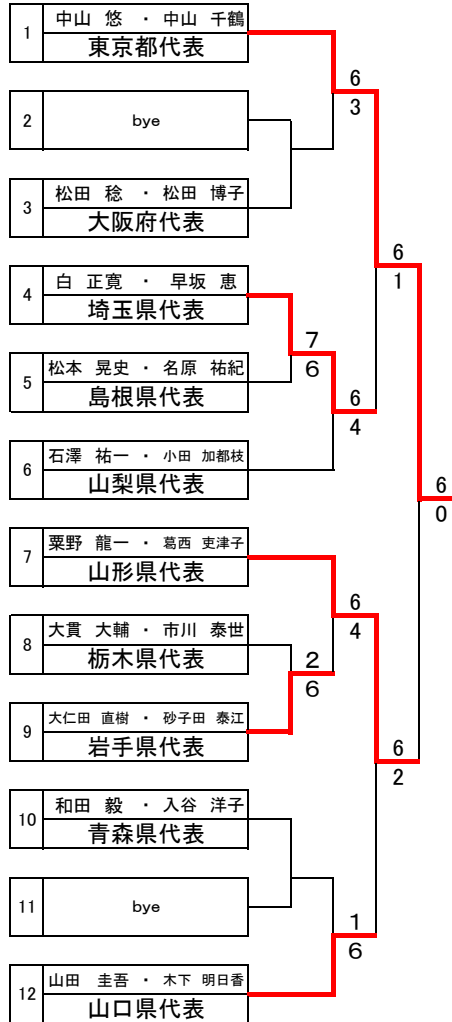 1
中山 悠 ・ 中山 千鶴
東京都代表
6
3
2
bye
3
松田 稔 ・ 松田 博子
大阪府代表
6
1
4
白 正寛 ・ 早坂 恵
埼玉県代表
7
6
5
松本 晃史 ・ 名原 祐紀
島根県代表
6
4
6
石澤 祐一 ・ 小田 加都枝
山梨県代表
6
0
7
粟野 龍一 ・ 葛西 吏津子
山形県代表
6
4
8
大貫 大輔 ・ 市川 泰世
栃木県代表
2
6
9
大仁田 直樹 ・ 砂子田 泰江
岩手県代表
6
2
10
和田 毅 ・ 入谷 洋子
青森県代表
11
bye
1
6
12
山田 圭吾 ・ 木下 明日香
山口県代表